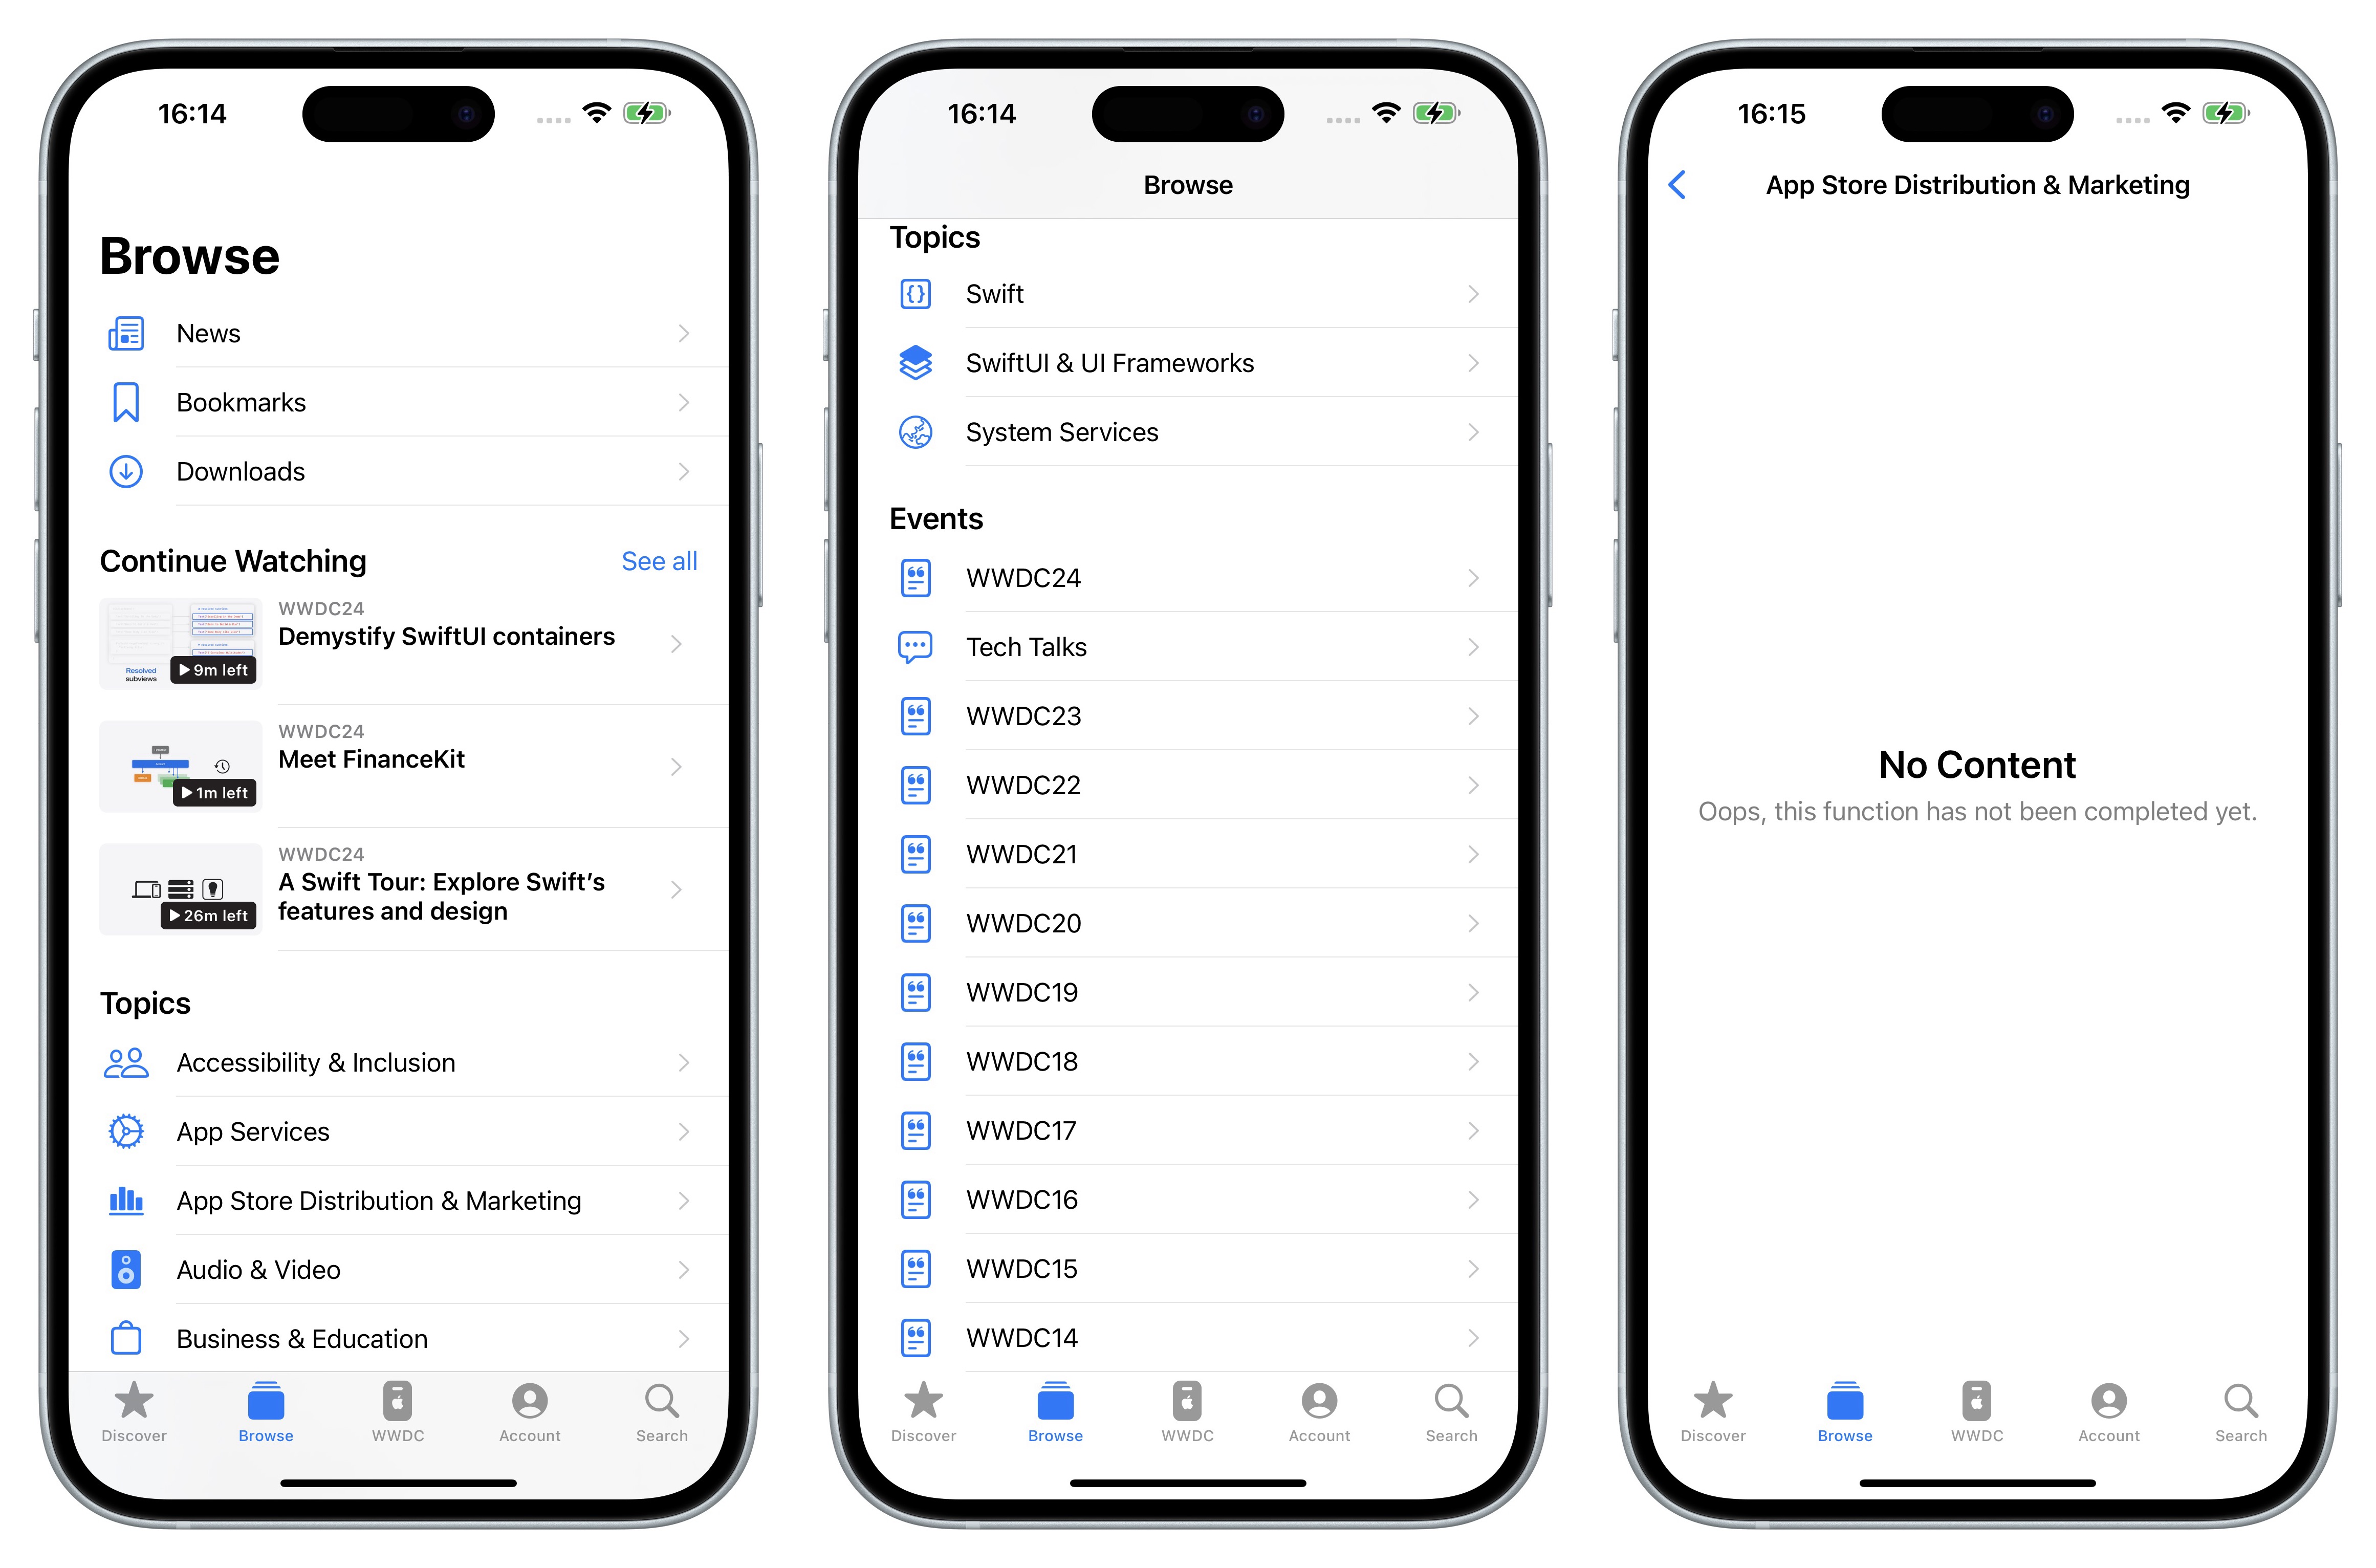 16:14
Browse
News
Bookmarks
Downloads
Continue Watching
See all
WWDC24
Demystify SwiftUI containers
Resolved
subviews
9m left
WWDC24
Meet FinanceKit
1m left
WWDC24
A Swift Tour: Explore Swift’s
features and design
26m left
Topics
Accessibility & Inclusion
App Services
App Store Distribution & Marketing
Audio & Video
Business & Education
Discover
Browse
WWDC
Account
Search
16:14
Browse
Topics
Swift
SwiftUI & UI Frameworks
System Services
Events
WWDC24
Tech Talks
WWDC23
WWDC22
WWDC21
WWDC20
WWDC19
WWDC18
WWDC17
WWDC16
WWDC15
WWDC14
Discover
Browse
WWDC
Account
Search
16:15
App Store Distribution & Marketing
No Content
Oops, this function has not been completed yet.
Discover
Browse
WWDC
Account
Search